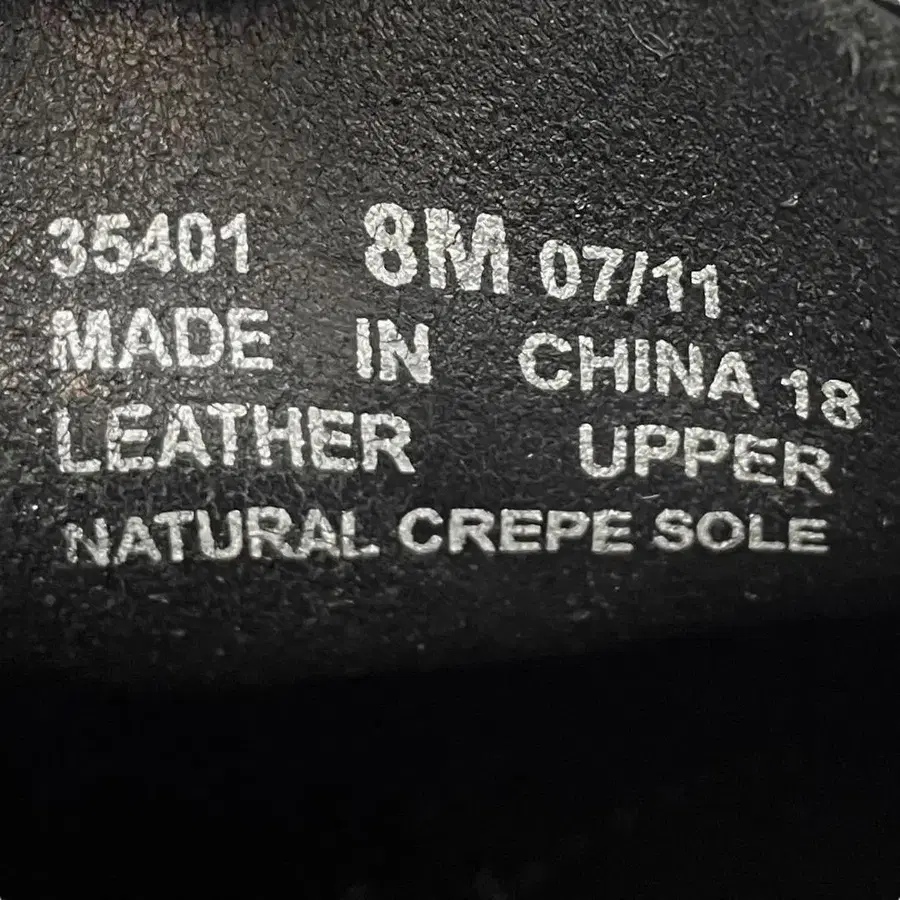 35401 8M 07/11
MADE IN CHINA 18
LEATHER UPPER
NATURAL CREPE SOLE